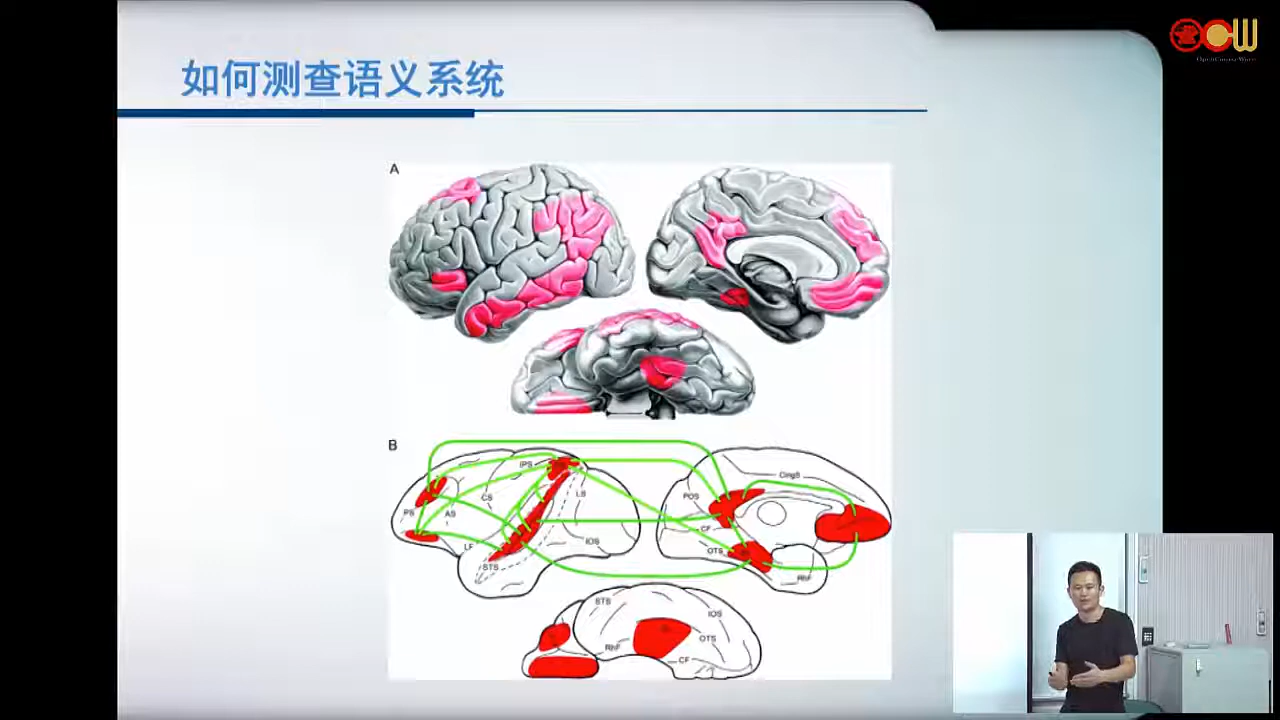 如何测查语义系统
OpenCourseWare
A
B
IPS
CingS
CS
LS
POS
PS
AS
CF
LF
IOS
OTS
STS
RhF
STS
IOS
RhF
OTS
CF